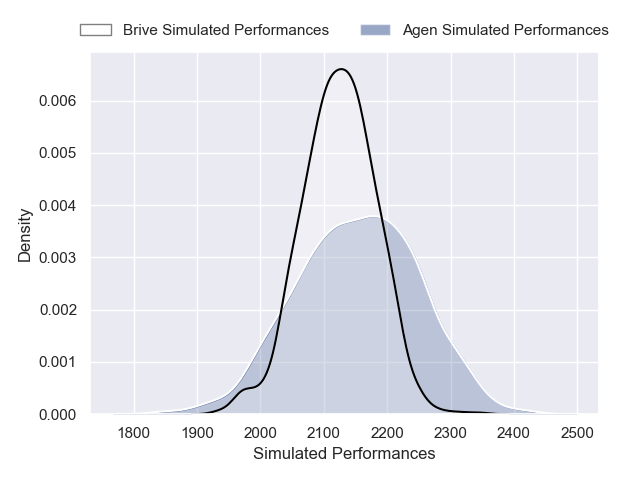 Brive Simulated Performances Agen Simulated Performances
0.006
0.005
0.004
0.003
0.002
0.001
0.000
Density
1800 1900 2000 2100 2200 2300 2400 2500
Simulated Performances